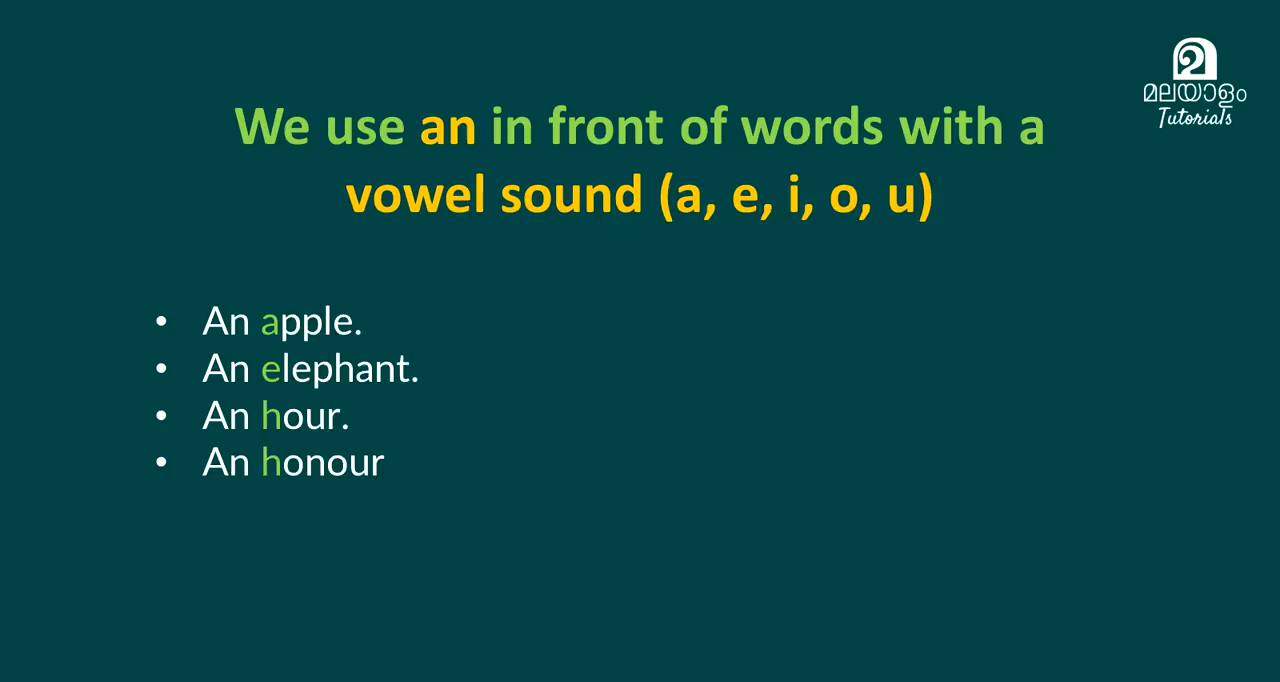 മ
മലയാളം
Tutorials
We use an in front of words with a
vowel sound (a, e, i, o, u)
• An apple.
• An elephant.
• An hour.
• An honour